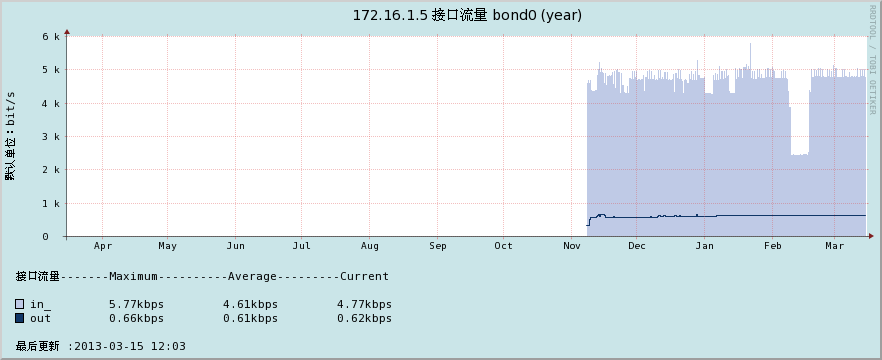 172.16.1.5 接口流量 bond0 (year)
RRDTOOL / TOBI OETIKER
默认单位：bit/s
6 k
5 k
4 k
3 k
2 k
1 k
0
Apr May Jun Jul Aug Sep Oct Nov Dec Jan Feb Mar
接口流量-------Maximum----------Average---------Current
in_ 5.77kbps 4.61kbps 4.77kbps
out 0.66kbps 0.61kbps 0.62kbps
最后更新 :2013-03-15 12:03